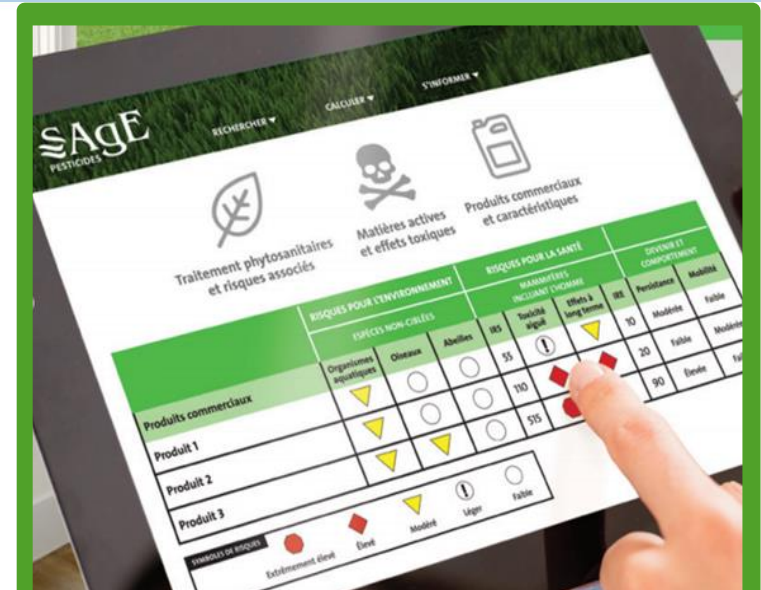 sAgE
PESTICIDES
RECHERCHER
CALCULER
S'INFORMER
Traitement phytosanitaires
et risques associés
Matières actives
et effets toxiques
Produits commerciaux
et caractéristiques
RISQUES POUR L'ENVIRONNEMENT
RISQUES POUR LA SANTÉ
DEVENIR ET
COMPORTEMENT
ESPÈCES NON-CIBLÉES
MAMMIFÈRES
INCLUANT L'HOMME
Produits commerciaux
Organismes
aquatiques
Oiseaux
Abeilles
IRS
Toxicité
aiguë
Effets à
long terme
IRE
Persistance
Mobilité
Produit 1 55 ! 10 Modérée Faible
Produit 2 110 20 Faible
Produit 3 515 90 Élevée
SYMBOLES DE RISQUES
Extrêmement élevé
Élevé
Modéré
!
Léger
Faible